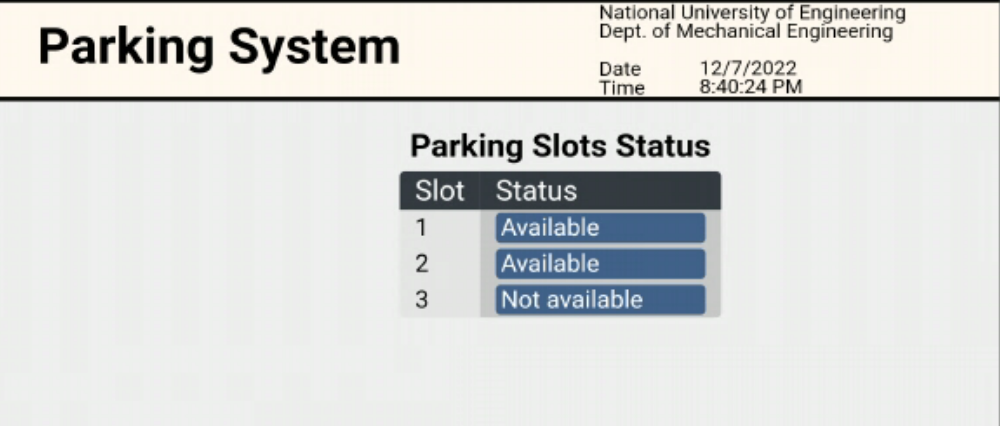 Parking System
National University of Engineering
Dept. of Mechanical Engineering
Date 12/7/2022
Time 8:40:24 PM
Parking Slots Status
Slot Status
1 Available
2 Available
3 Not available